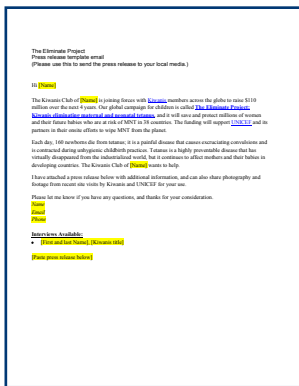 The Eliminate Project
Press release template email
(Please use this to send the press release to your local media.)
Hi [Name]
The Kiwanis Club of [Name] is joining forces with Kiwanis members across the globe to raise $110
million over the next 4 years. Our global campaign for children is called The Eliminate Project:
Kiwanis eliminating maternal and neonatal tetanus, and it will save and protect millions of women
and their future babies who are at risk of MNT in 38 countries. The funding will support UNICEF and its
partners in their onsite efforts to wipe MNT from the planet.
Each day, 160 newborns die from tetanus; it is a painful disease that causes excruciating convulsions and
is contracted during unhygienic childbirth practices. Tetanus is a highly preventable disease that has
virtually disappeared from the industrialized world, but it continues to affect mothers and their babies in
developing countries. The Kiwanis Club of [Name] wants to help.
I have attached a press release below with additional information, and can also share photography and
footage from recent site visits by Kiwanis and UNICEF for your use.
Please let me know if you have any questions, and thanks for your consideration.
Name
Email
Phone
Interviews Available:
• [First and last Name], [Kiwanis title]
[Paste press release below]